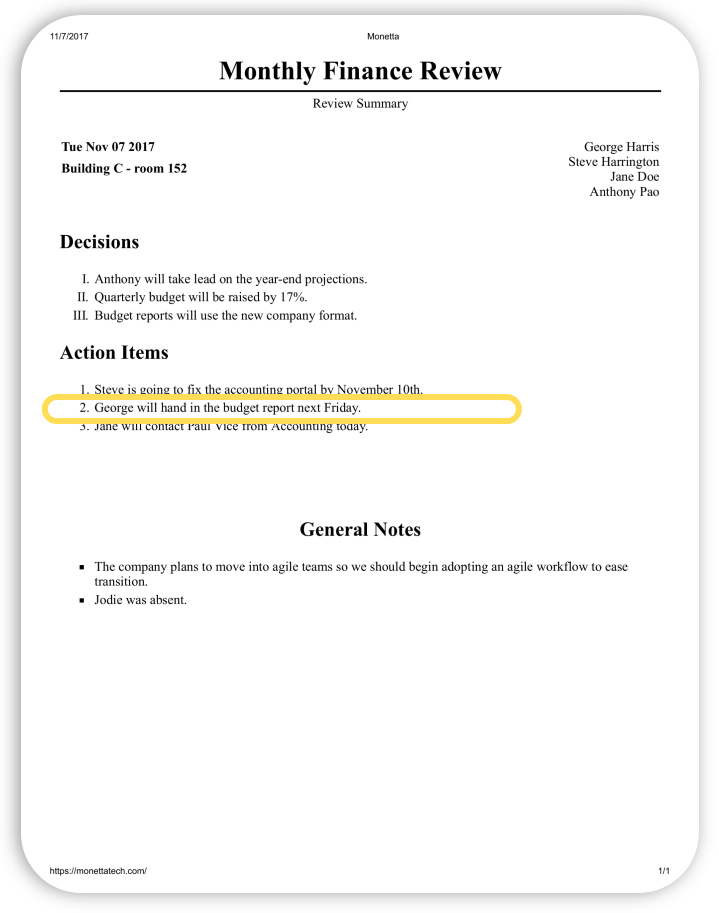 11/7/2017
Monetta
Monthly Finance Review
Review Summary
Tue Nov 07 2017
Building C - room 152
George Harris
Steve Harrington
Jane Doe
Anthony Pao
Decisions
I. Anthony will take lead on the year-end projections.
II. Quarterly budget will be raised by 17%.
III. Budget reports will use the new company format.
Action Items
1. Steve is going to fix the accounting portal by November 10th.
2. George will hand in the budget report next Friday.
3. Jane will contact Paul Vice from Accounting today.
General Notes
▪ The company plans to move into agile teams so we should begin adopting an agile workflow to ease
transition.
▪ Jodie was absent.
https://monettatech.com/
1/1